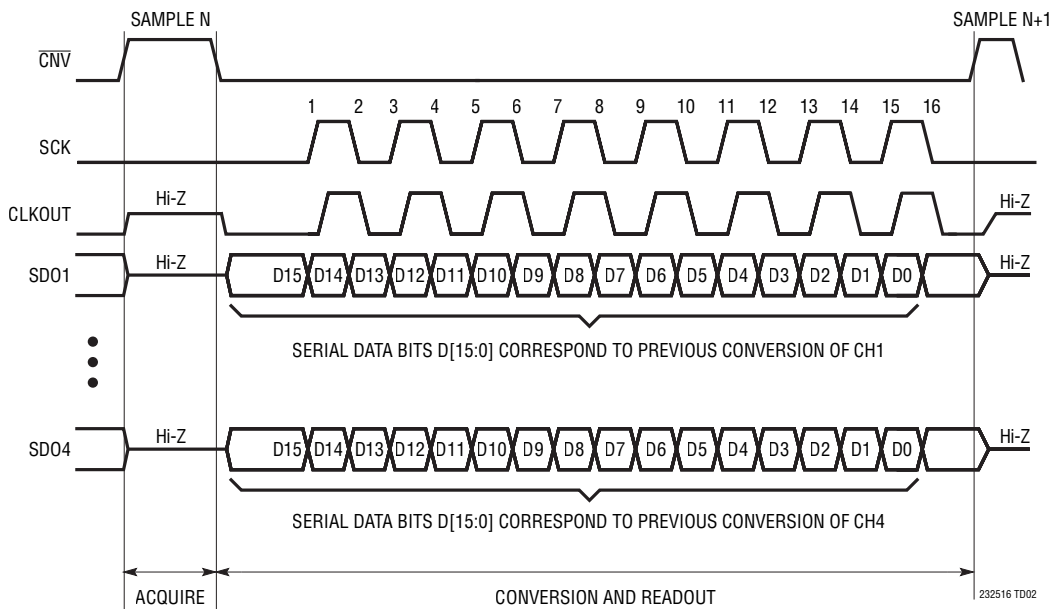 SAMPLE N SAMPLE N+1
CNV
1 2 3 4 5 6 7 8 9 10 11 12 13 14 15 16
SCK
Hi-Z Hi-Z
CLKOUT
SDO1 Hi-Z D15 D14 D13 D12 D11 D10 D9 D8 D7 D6 D5 D4 D3 D2 D1 D0 Hi-Z
SERIAL DATA BITS D[15:0] CORRESPOND TO PREVIOUS CONVERSION OF CH1
SDO4 Hi-Z D15 D14 D13 D12 D11 D10 D9 D8 D7 D6 D5 D4 D3 D2 D1 D0 Hi-Z
SERIAL DATA BITS D[15:0] CORRESPOND TO PREVIOUS CONVERSION OF CH4
ACQUIRE CONVERSION AND READOUT 232516 TD02